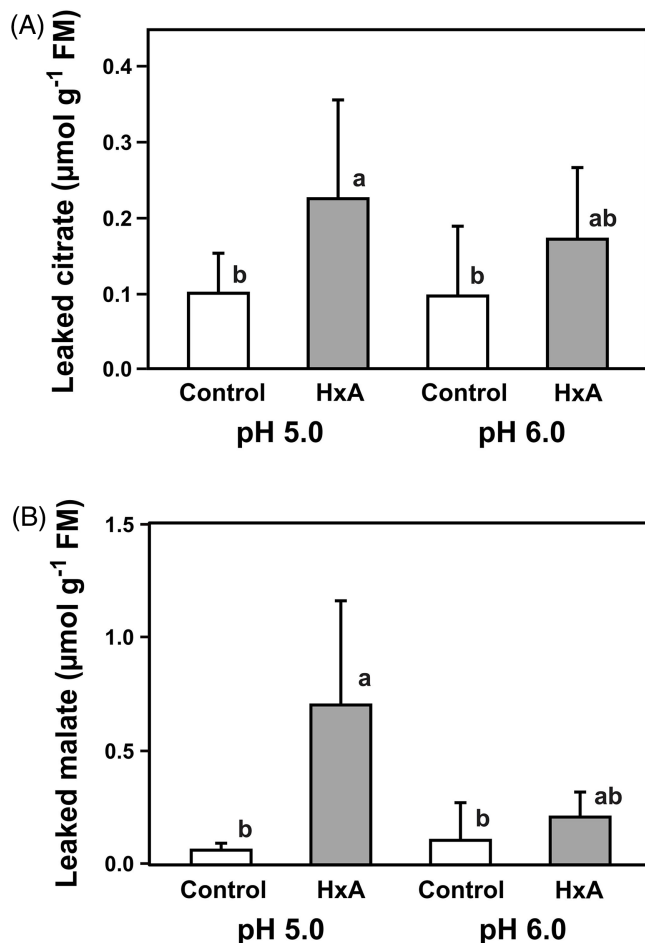 (A)
Leaked citrate (µmol g⁻¹ FM)
0.4
0.3
0.2
0.1
0.0
b
a
b
ab
Control HxA Control HxA
pH 5.0 pH 6.0
(B)
Leaked malate (µmol g⁻¹ FM)
1.5
1.0
0.5
0.0
b
a
b
ab
Control HxA Control HxA
pH 5.0 pH 6.0